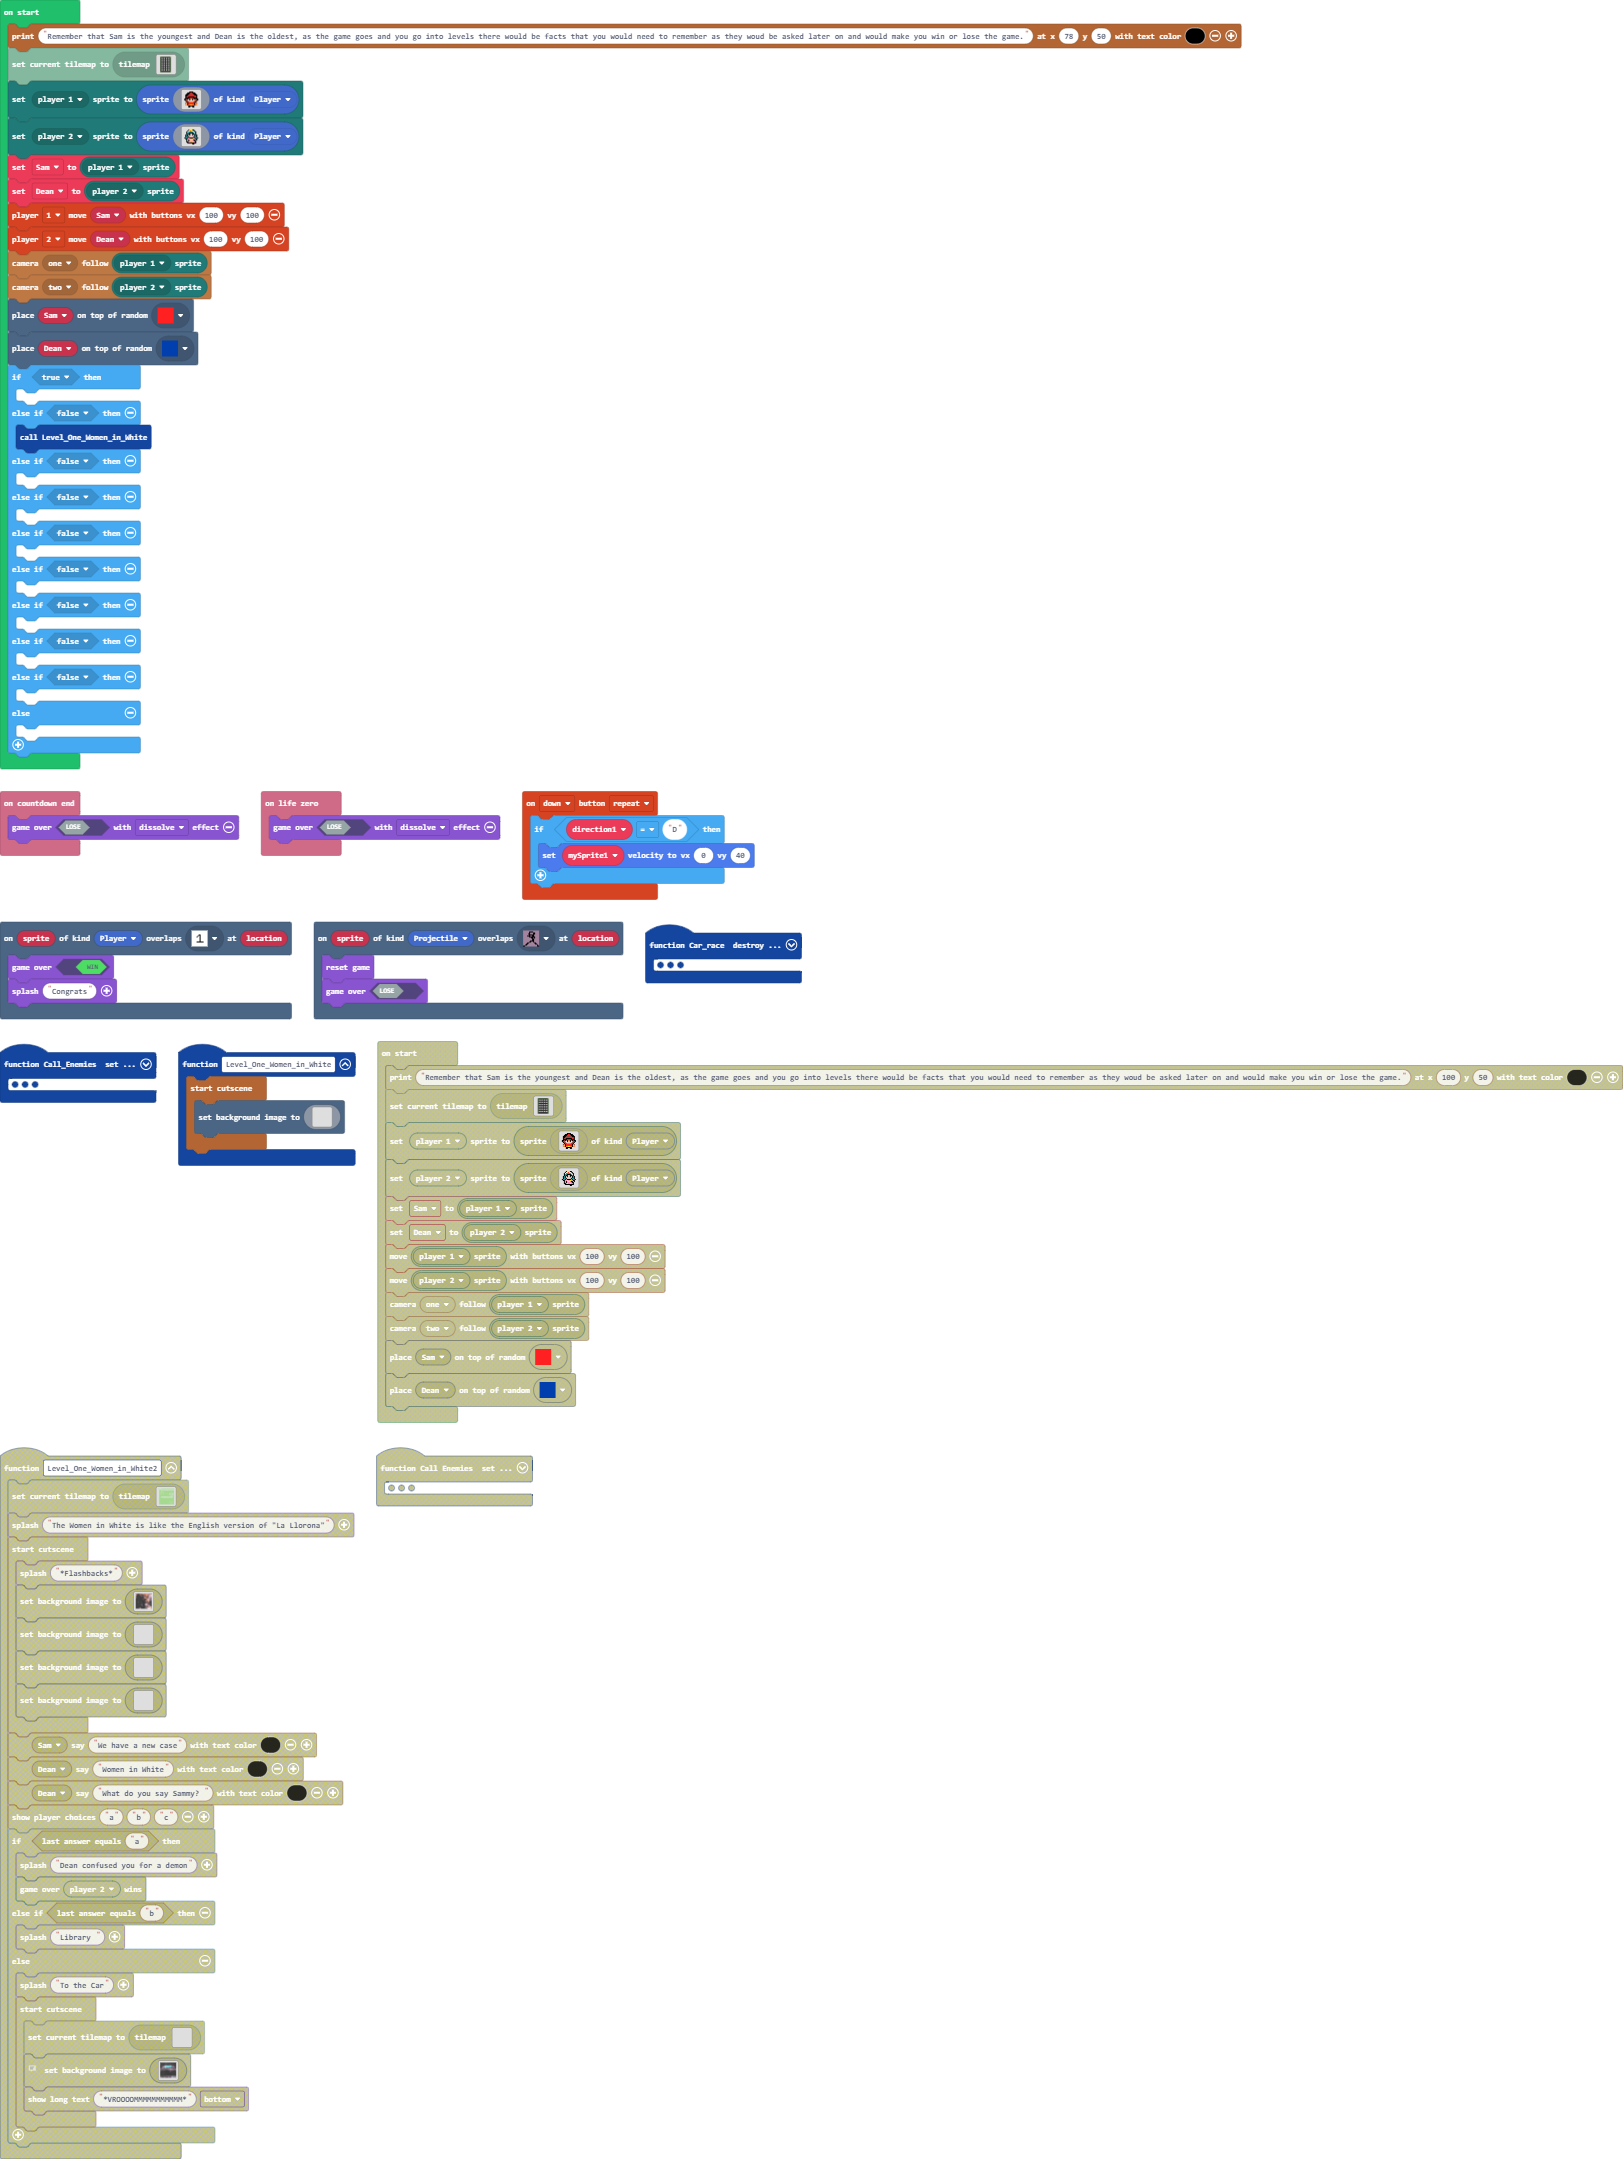 on start
print "Remember that Sam is the youngest and Dean is the oldest, as the game goes and you go into levels there would be facts that you would need to remember as they woud be asked later on and would make you win or lose the game." at x 78 y 50 with text color
set current tilemap to tilemap
set player 1 sprite to sprite of kind Player
set player 2 sprite to sprite of kind Player
set Sam to player 1 sprite
set Dean to player 2 sprite
player 1 move Sam with buttons vx 100 vy 100
player 2 move Dean with buttons vx 100 vy 100
camera one follow player 1 sprite
camera two follow player 2 sprite
place Sam on top of random
place Dean on top of random
if true then
else if false then
call Level_One_Women_in_White
else if false then
else if false then
else if false then
else if false then
else if false then
else if false then
else if false then
else
on countdown end
game over LOSE with dissolve effect
on life zero
game over LOSE with dissolve effect
on down button repeat
if direction1 = "D" then
set mySprite1 velocity to vx 0 vy 40
on sprite of kind Player overlaps 1 at location
game over WIN
splash "Congrats"
on sprite of kind Projectile overlaps at location
reset game
game over LOSE
function Car_race destroy ...
function Call_Enemies set ...
function Level_One_Women_in_White
start cutscene
set background image to
on start
print "Remember that Sam is the youngest and Dean is the oldest, as the game goes and you go into levels there would be facts that you would need to remember as they woud be asked later on and would make you win or lose the game." at x 100 y 50 with text color
set current tilemap to tilemap
set player 1 sprite to sprite of kind Player
set player 2 sprite to sprite of kind Player
set Sam to player 1 sprite
set Dean to player 2 sprite
move player 1 sprite with buttons vx 100 vy 100
move player 2 sprite with buttons vx 100 vy 100
camera one follow player 1 sprite
camera two follow player 2 sprite
place Sam on top of random
place Dean on top of random
function Level_One_Women_in_White2
set current tilemap to tilemap
splash "The Women in White is like the English version of "La Llorona""
start cutscene
splash "*Flashbacks*"
set background image to
set background image to
set background image to
set background image to
Sam say "We have a new case" with text color
Dean say "Women in White" with text color
Dean say "What do you say Sammy? " with text color
show player choices "a" "b" "c"
if last answer equals "a" then
splash "Dean confused you for a demon"
game over player 2 wins
else if last answer equals "b" then
splash "Library "
else
splash "To the Car"
start cutscene
set current tilemap to tilemap
set background image to
show long text "*VROOOOMMMMMMMMMMM*" bottom
function Call Enemies set ...